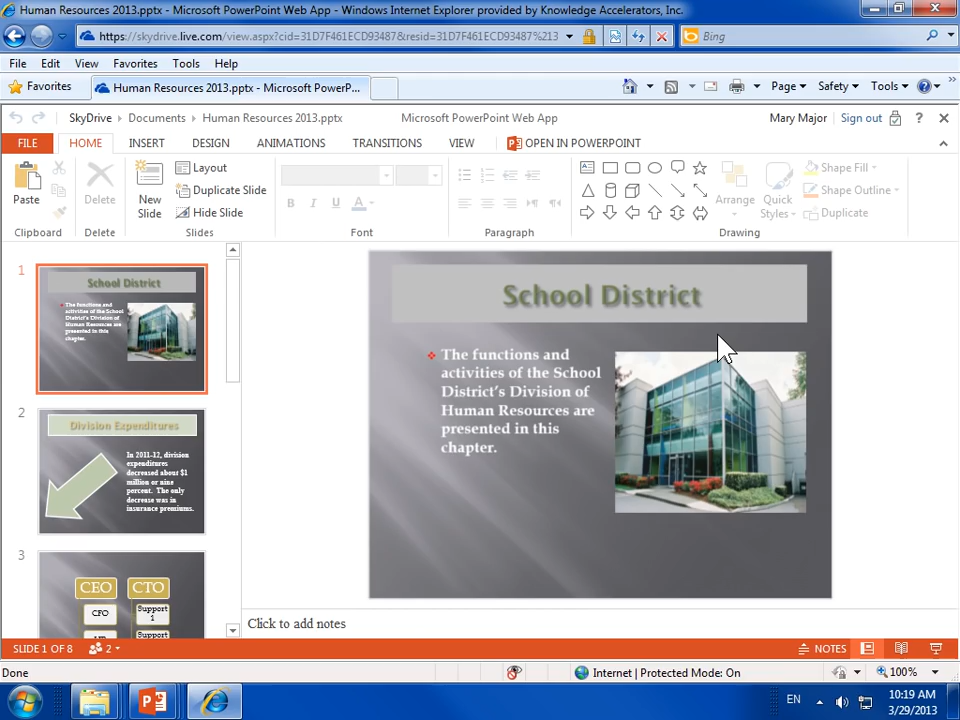 Human Resources 2013.pptx - Microsoft PowerPoint Web App - Windows Internet Explorer provided by Knowledge Accelerators, Inc.
https://skydrive.live.com/view.aspx?cid=31D7F461ECD93487&resid=31D7F461ECD93487%213
Bing
File Edit View Favorites Tools Help
Favorites
Human Resources 2013.pptx - Microsoft PowerP...
Page Safety Tools
SkyDrive Documents Human Resources 2013.pptx Microsoft PowerPoint Web App Mary Major Sign out ?
FILE HOME INSERT DESIGN ANIMATIONS TRANSITIONS VIEW OPEN IN POWERPOINT
Paste
Delete
New Slide
Layout
Duplicate Slide
Hide Slide
B I U A
Arrange
Quick Styles
Shape Fill
Shape Outline
Duplicate
Clipboard Delete Slides Font Paragraph Drawing
1
School District
The functions and
activities of the School
District's Division of
Human Resources are
presented in this
chapter.
2
Division Expenditures
In 2011-12, division
expenditures
decreased about $1
million or nine
percent. The only
decrease was in
insurance premiums.
3
CEO CTO
CFO Support 1
Support
School District
The functions and
activities of the School
District's Division of
Human Resources are
presented in this
chapter.
Click to add notes
SLIDE 1 OF 8 2 NOTES
Done Internet | Protected Mode: On 100%
EN 10:19 AM
3/29/2013